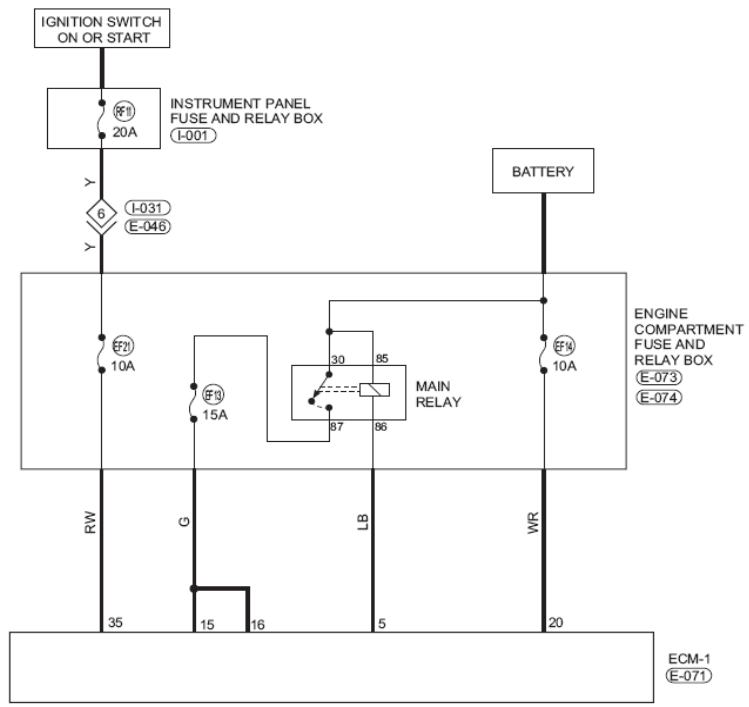 IGNITION SWITCH
ON OR START
RF11
20A
INSTRUMENT PANEL
FUSE AND RELAY BOX
I-001
Y
6
I-031
E-046
Y
BATTERY
ENGINE
COMPARTMENT
FUSE AND
RELAY BOX
E-073
E-074
EF21
10A
EF13
15A
30
85
MAIN
RELAY
87
86
EF14
10A
RW
G
LB
WR
35
15
16
5
20
ECM-1
E-071